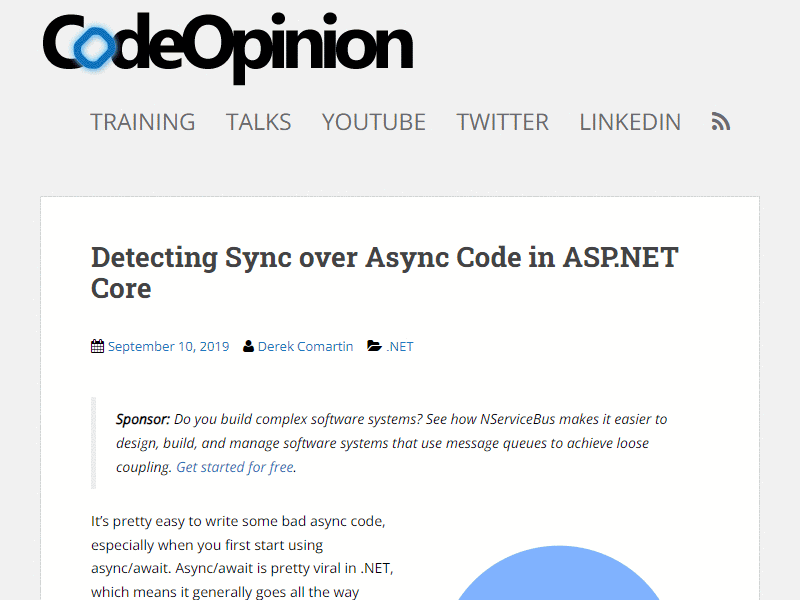 CodeOpinion
TRAINING TALKS YOUTUBE TWITTER LINKEDIN
Detecting Sync over Async Code in ASP.NET
Core
September 10, 2019 Derek Comartin .NET
Sponsor: Do you build complex software systems? See how NServiceBus makes it easier to
design, build, and manage software systems that use message queues to achieve loose
coupling. Get started for free.
It’s pretty easy to write some bad async code,
especially when you first start using
async/await. Async/await is pretty viral in .NET,
which means it generally goes all the way